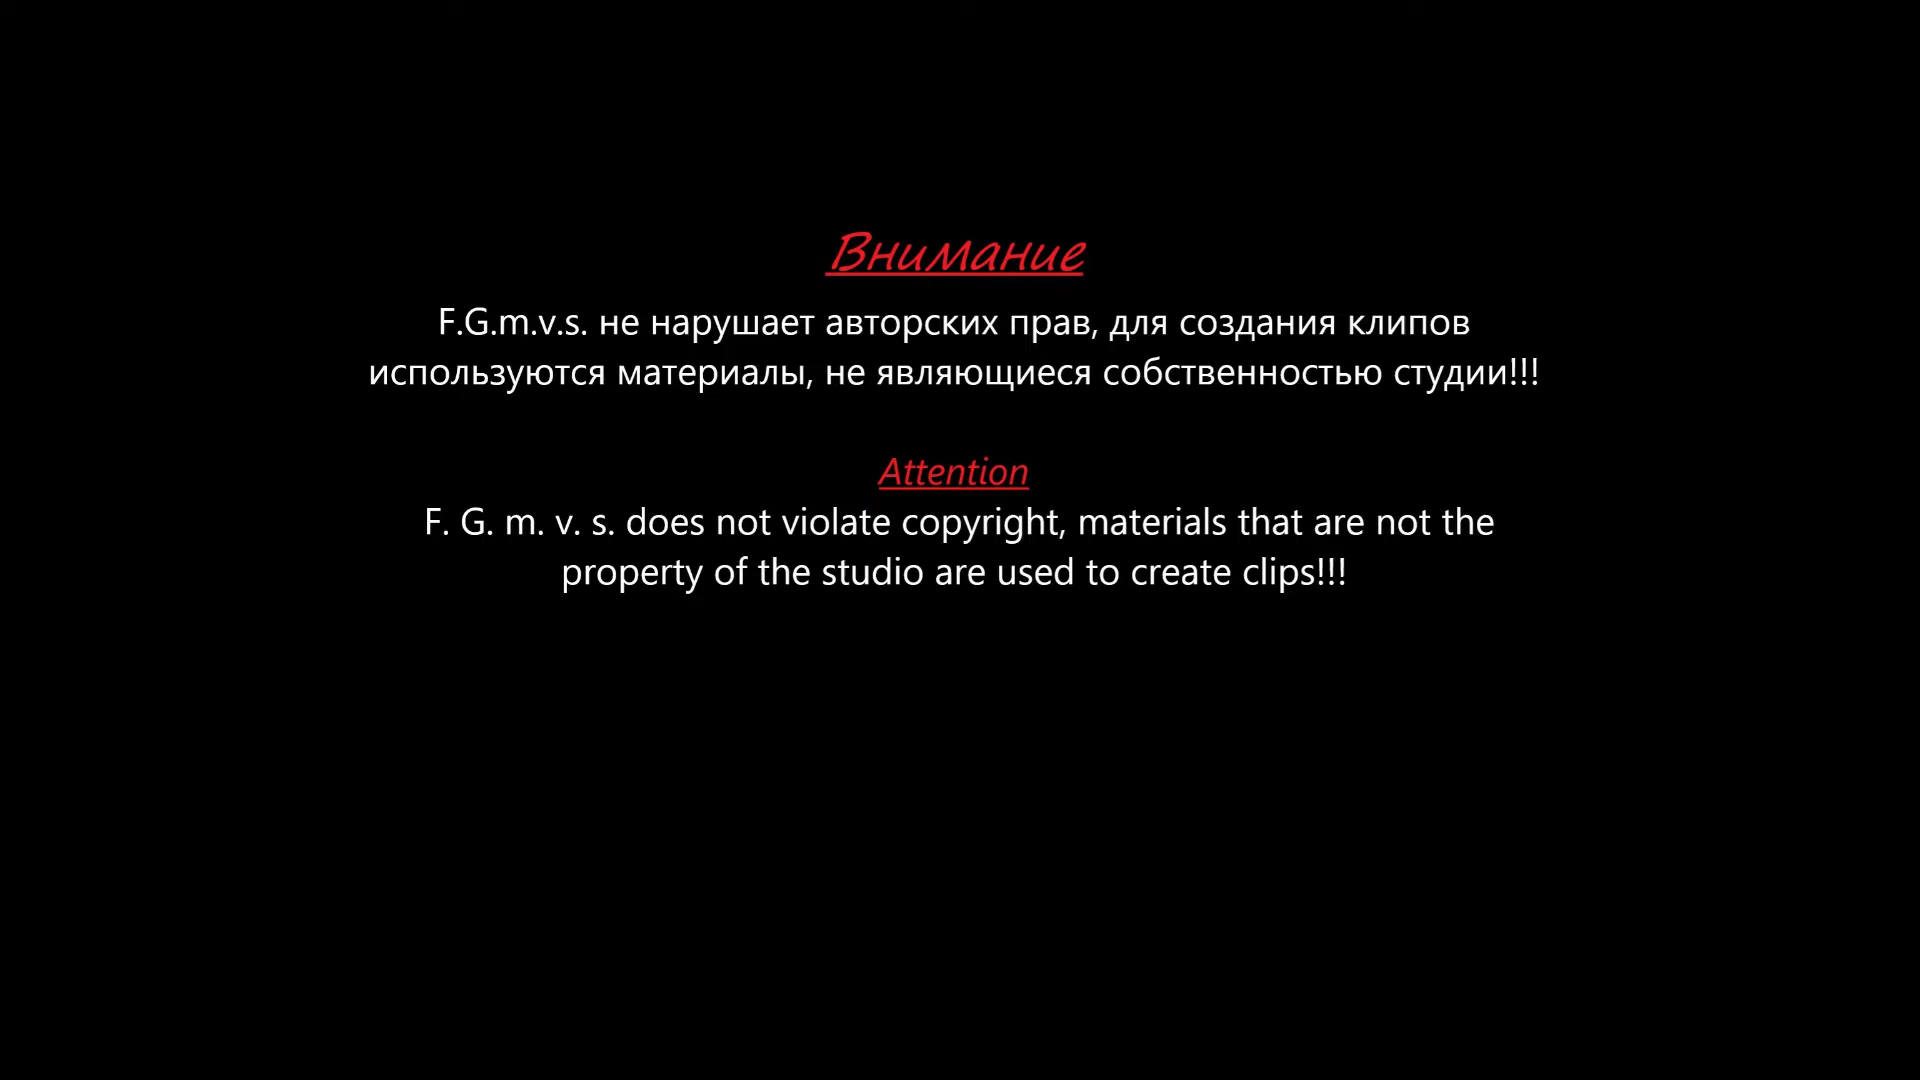 Внимание
F.G.m.v.s. не нарушает авторских прав, для создания клипов
используются материалы, не являющиеся собственностью студии!!!
Attention
F. G. m. v. s. does not violate copyright, materials that are not the
property of the studio are used to create clips!!!